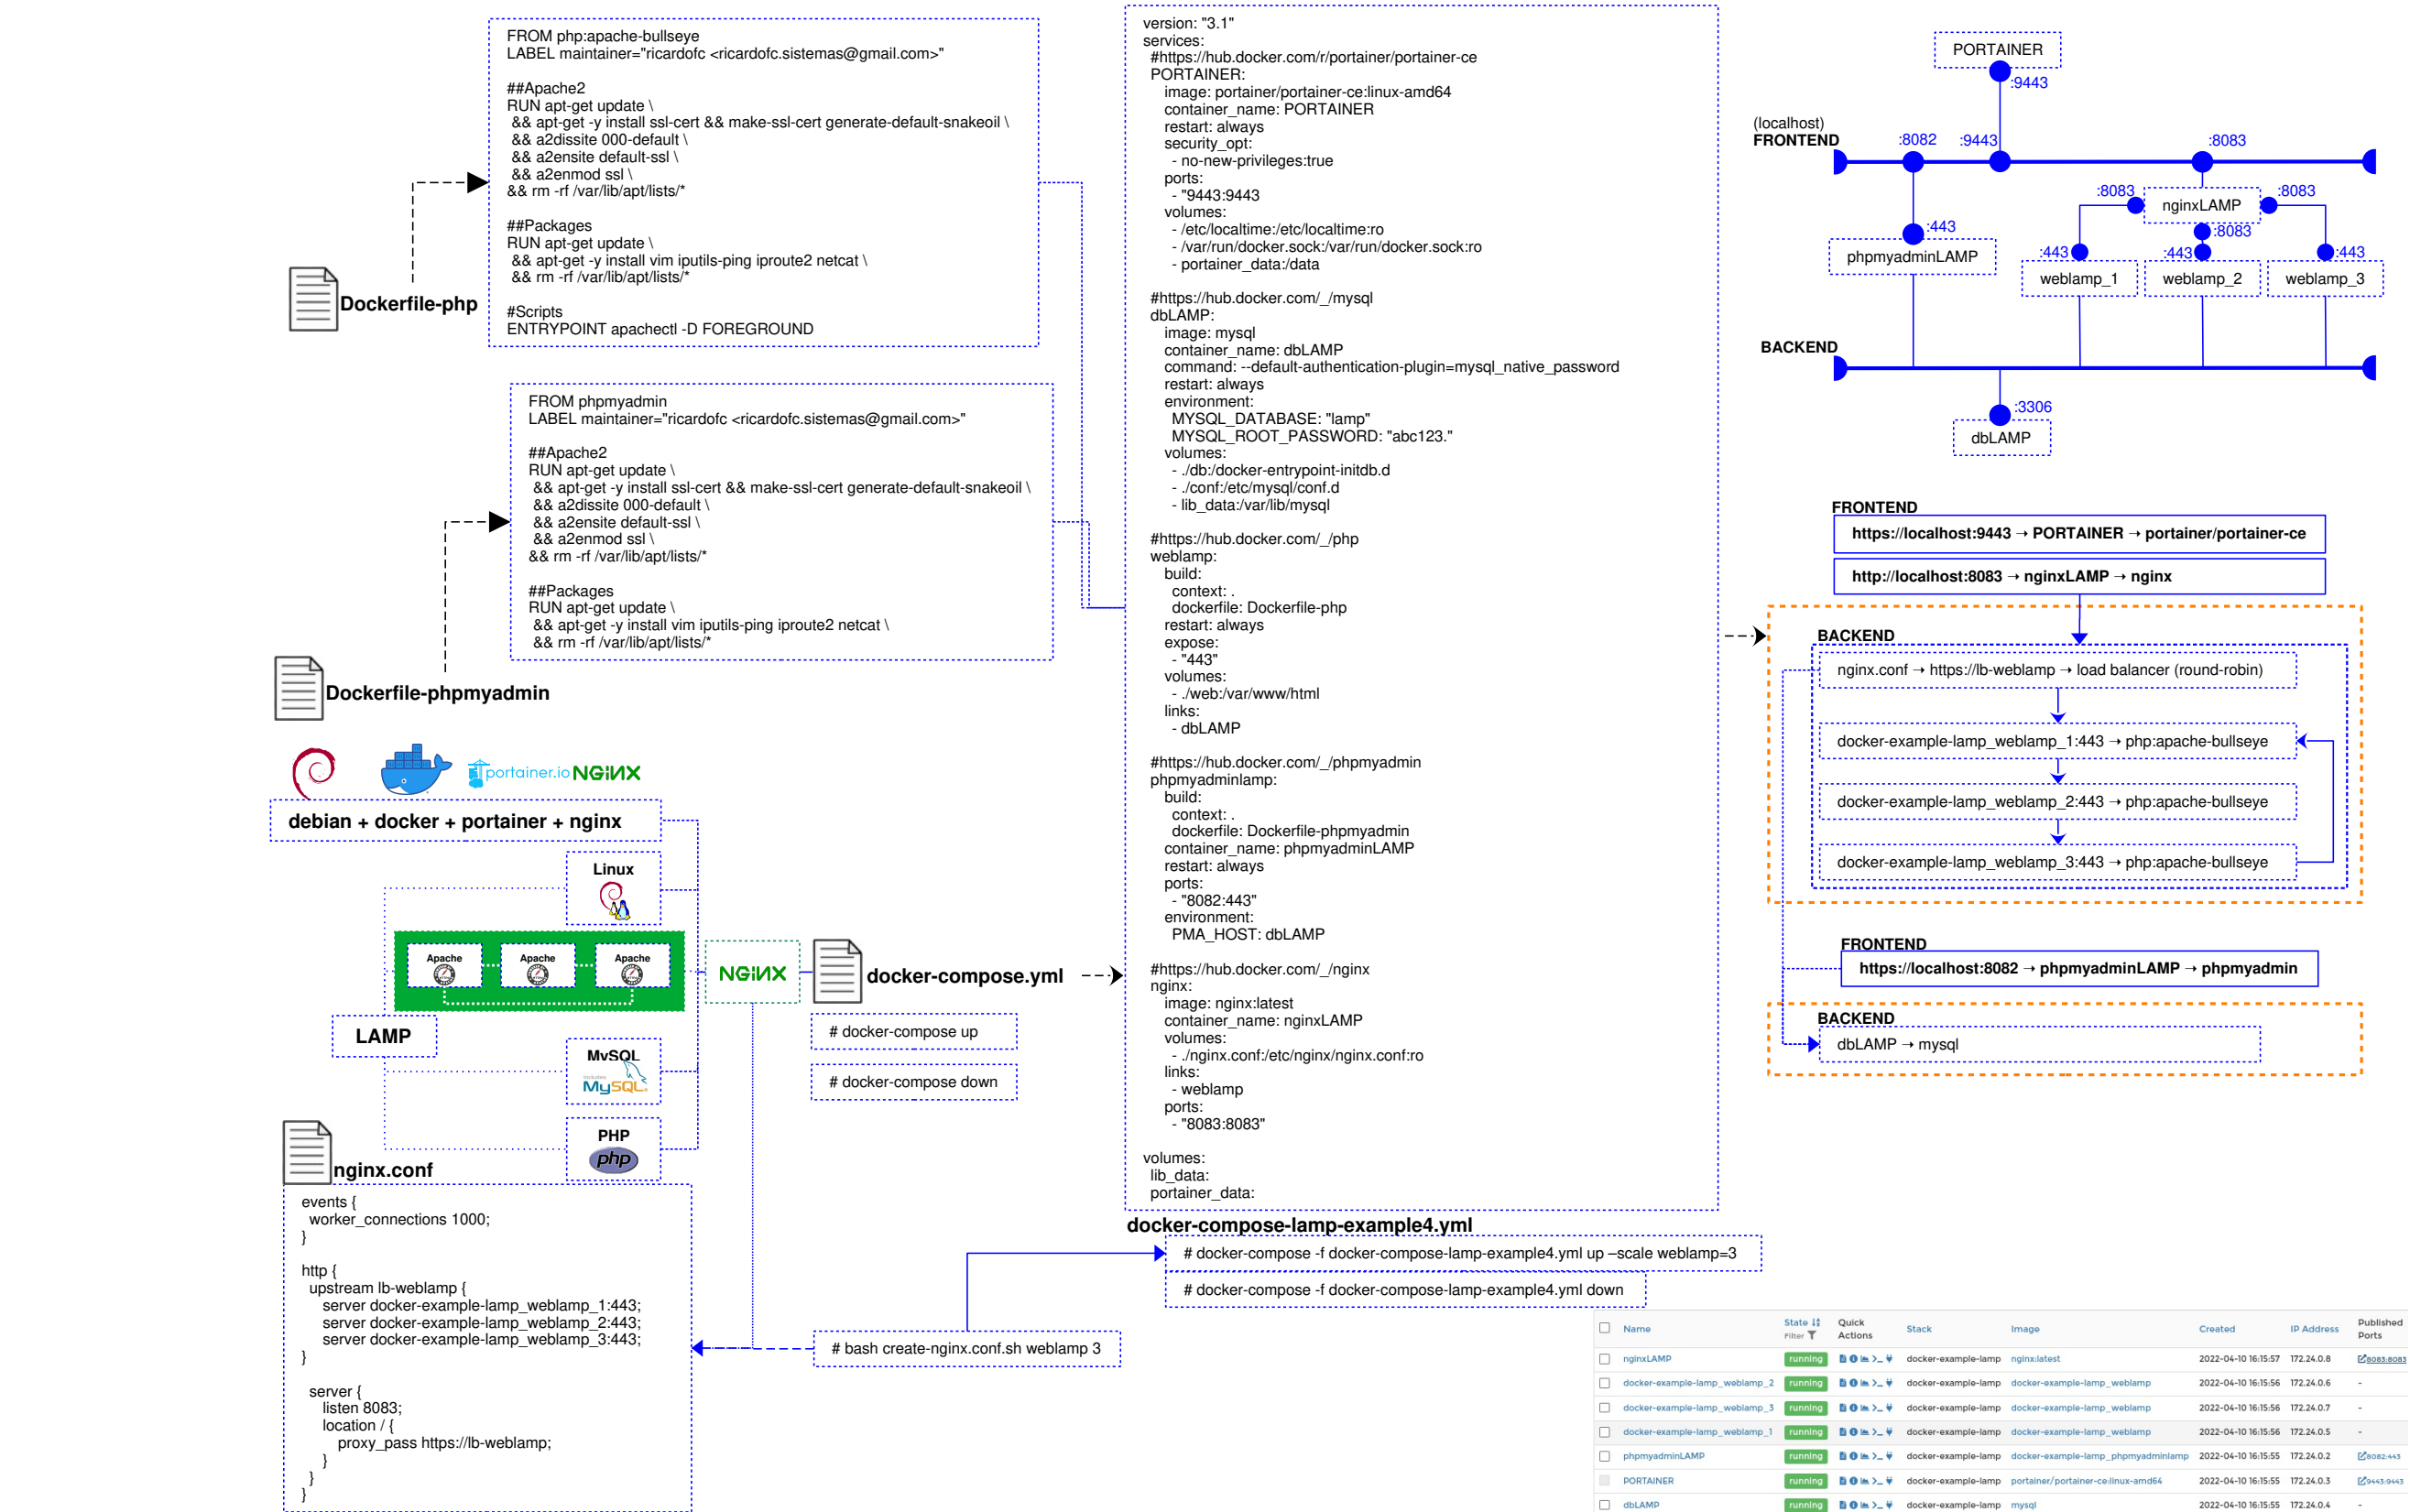 FROM php:apache-bullseye
LABEL maintainer="ricardofc <ricardofc.sistemas@gmail.com>"
##Apache2
RUN apt-get update \
&& apt-get -y install ssl-cert && make-ssl-cert generate-default-snakeoil \
&& a2dissite 000-default \
&& a2ensite default-ssl \
&& a2enmod ssl \
&& rm -rf /var/lib/apt/lists/*
##Packages
RUN apt-get update \
&& apt-get -y install vim iputils-ping iproute2 netcat \
&& rm -rf /var/lib/apt/lists/*
#Scripts
ENTRYPOINT apachectl -D FOREGROUND
Dockerfile-php
FROM phpmyadmin
LABEL maintainer="ricardofc <ricardofc.sistemas@gmail.com>"
##Apache2
RUN apt-get update \
&& apt-get -y install ssl-cert && make-ssl-cert generate-default-snakeoil \
&& a2dissite 000-default \
&& a2ensite default-ssl \
&& a2enmod ssl \
&& rm -rf /var/lib/apt/lists/*
##Packages
RUN apt-get update \
&& apt-get -y install vim iputils-ping iproute2 netcat \
&& rm -rf /var/lib/apt/lists/*
Dockerfile-phpmyadmin
portainer.io NGINX
debian + docker + portainer + nginx
Linux
Apache
Apache
Apache
NGINX
LAMP
MySQL
Includes
MySQL
PHP
php
docker-compose.yml
# docker-compose up
# docker-compose down
nginx.conf
events {
worker_connections 1000;
}
http {
upstream lb-weblamp {
server docker-example-lamp_weblamp_1:443;
server docker-example-lamp_weblamp_2:443;
server docker-example-lamp_weblamp_3:443;
}
server {
listen 8083;
location / {
proxy_pass https://lb-weblamp;
}
}
}
# bash create-nginx.conf.sh weblamp 3
version: "3.1"
services:
#https://hub.docker.com/r/portainer/portainer-ce
PORTAINER:
image: portainer/portainer-ce:linux-amd64
container_name: PORTAINER
restart: always
security_opt:
- no-new-privileges:true
ports:
- "9443:9443
volumes:
- /etc/localtime:/etc/localtime:ro
- /var/run/docker.sock:/var/run/docker.sock:ro
- portainer_data:/data
#https://hub.docker.com/_/mysql
dbLAMP:
image: mysql
container_name: dbLAMP
command: --default-authentication-plugin=mysql_native_password
restart: always
environment:
MYSQL_DATABASE: "lamp"
MYSQL_ROOT_PASSWORD: "abc123."
volumes:
- ./db:/docker-entrypoint-initdb.d
- ./conf:/etc/mysql/conf.d
- lib_data:/var/lib/mysql
#https://hub.docker.com/_/php
weblamp:
build:
context: .
dockerfile: Dockerfile-php
restart: always
expose:
- "443"
volumes:
- ./web:/var/www/html
links:
- dbLAMP
#https://hub.docker.com/_/phpmyadmin
phpmyadminlamp:
build:
context: .
dockerfile: Dockerfile-phpmyadmin
container_name: phpmyadminLAMP
restart: always
ports:
- "8082:443"
environment:
PMA_HOST: dbLAMP
#https://hub.docker.com/_/nginx
nginx:
image: nginx:latest
container_name: nginxLAMP
volumes:
- ./nginx.conf:/etc/nginx/nginx.conf:ro
links:
- weblamp
ports:
- "8083:8083"
volumes:
lib_data:
portainer_data:
docker-compose-lamp-example4.yml
# docker-compose -f docker-compose-lamp-example4.yml up –scale weblamp=3
# docker-compose -f docker-compose-lamp-example4.yml down
PORTAINER
:9443
(localhost)
FRONTEND
:8082 :9443 :8083
:8083 nginxLAMP :8083
:8083
:443
phpmyadminLAMP
:443 :443 :443
weblamp_1 weblamp_2 weblamp_3
BACKEND
:3306
dbLAMP
FRONTEND
https://localhost:9443 → PORTAINER → portainer/portainer-ce
http://localhost:8083 → nginxLAMP → nginx
BACKEND
nginx.conf → https://lb-weblamp → load balancer (round-robin)
docker-example-lamp_weblamp_1:443 → php:apache-bullseye
docker-example-lamp_weblamp_2:443 → php:apache-bullseye
docker-example-lamp_weblamp_3:443 → php:apache-bullseye
FRONTEND
https://localhost:8082 → phpmyadminLAMP → phpmyadmin
BACKEND
dbLAMP → mysql
Name State Filter Quick Actions Stack Image Created IP Address Published Ports
nginxLAMP running docker-example-lamp nginx:latest 2022-04-10 16:15:57 172.24.0.8 8083:8083
docker-example-lamp_weblamp_2 running docker-example-lamp docker-example-lamp_weblamp 2022-04-10 16:15:56 172.24.0.6 -
docker-example-lamp_weblamp_3 running docker-example-lamp docker-example-lamp_weblamp 2022-04-10 16:15:56 172.24.0.7 -
docker-example-lamp_weblamp_1 running docker-example-lamp docker-example-lamp_weblamp 2022-04-10 16:15:56 172.24.0.5 -
phpmyadminLAMP running docker-example-lamp docker-example-lamp_phpmyadminlamp 2022-04-10 16:15:55 172.24.0.2 8082:443
PORTAINER running docker-example-lamp portainer/portainer-ce:linux-amd64 2022-04-10 16:15:55 172.24.0.3 9443:9443
dbLAMP running docker-example-lamp mysql 2022-04-10 16:15:55 172.24.0.4 -